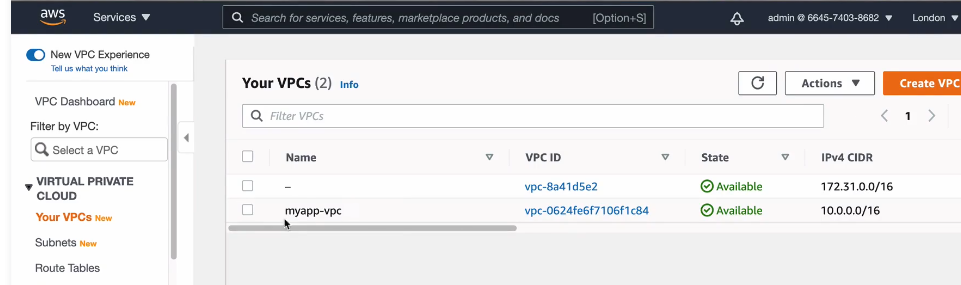 aws Services Search for services, features, marketplace products, and docs [Option+S] admin @ 6645-7403-8682 London
New VPC Experience
Tell us what you think
VPC Dashboard New
Filter by VPC:
Select a VPC
VIRTUAL PRIVATE
CLOUD
Your VPCs New
Subnets New
Route Tables
Your VPCs (2) Info Actions Create VPC
Filter VPCs 1
Name VPC ID State IPv4 CIDR
– vpc-8a41d5e2 Available 172.31.0.0/16
myapp-vpc vpc-0624fe6f7106f1c84 Available 10.0.0.0/16